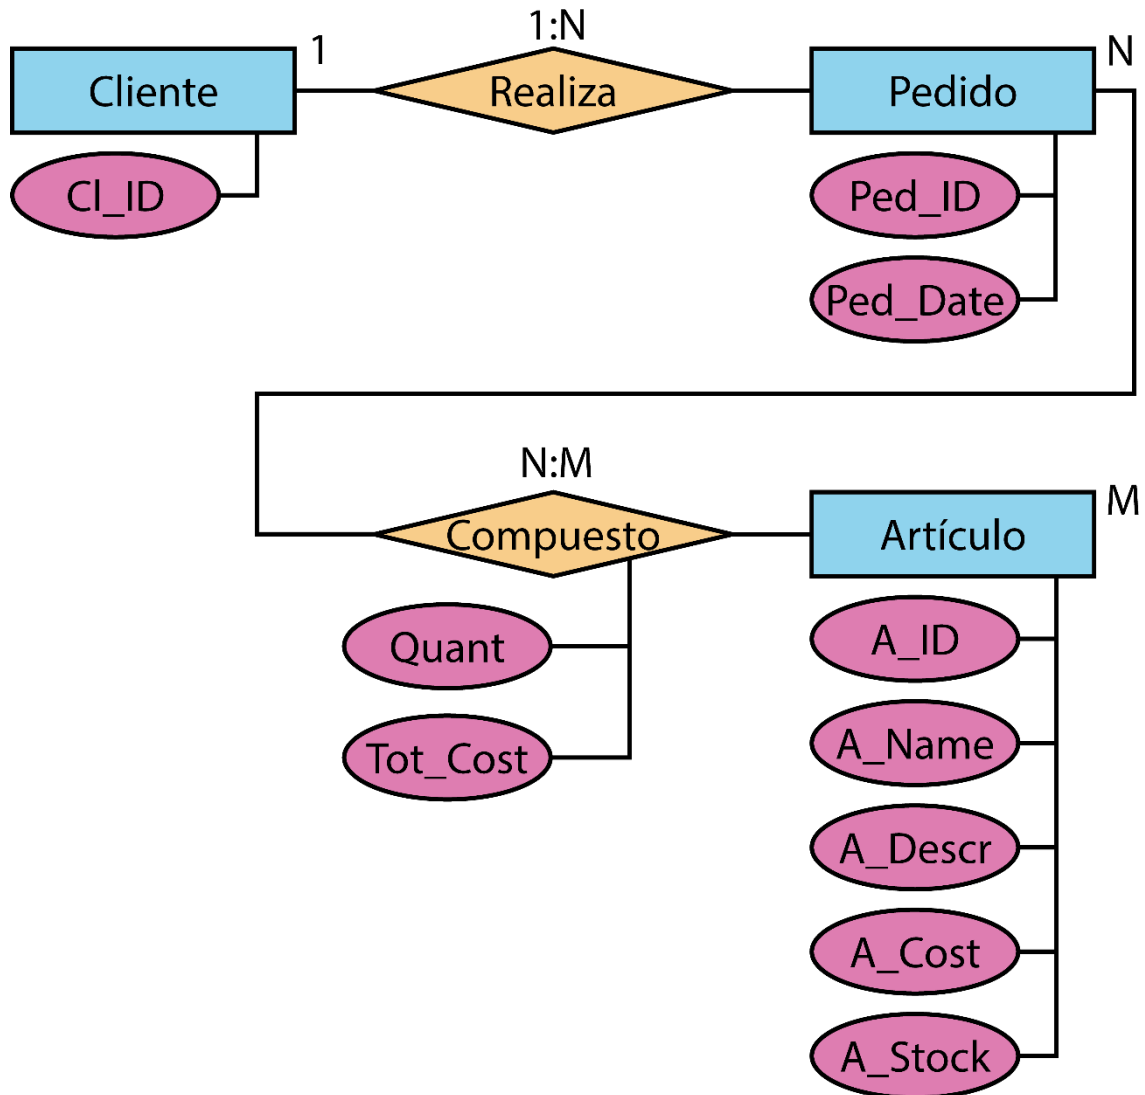 1:N
1
N
Cliente
Realiza
Pedido
Cl_ID
Ped_ID
Ped_Date
N:M
M
Compuesto
Artículo
Quant
A_ID
Tot_Cost
A_Name
A_Descr
A_Cost
A_Stock